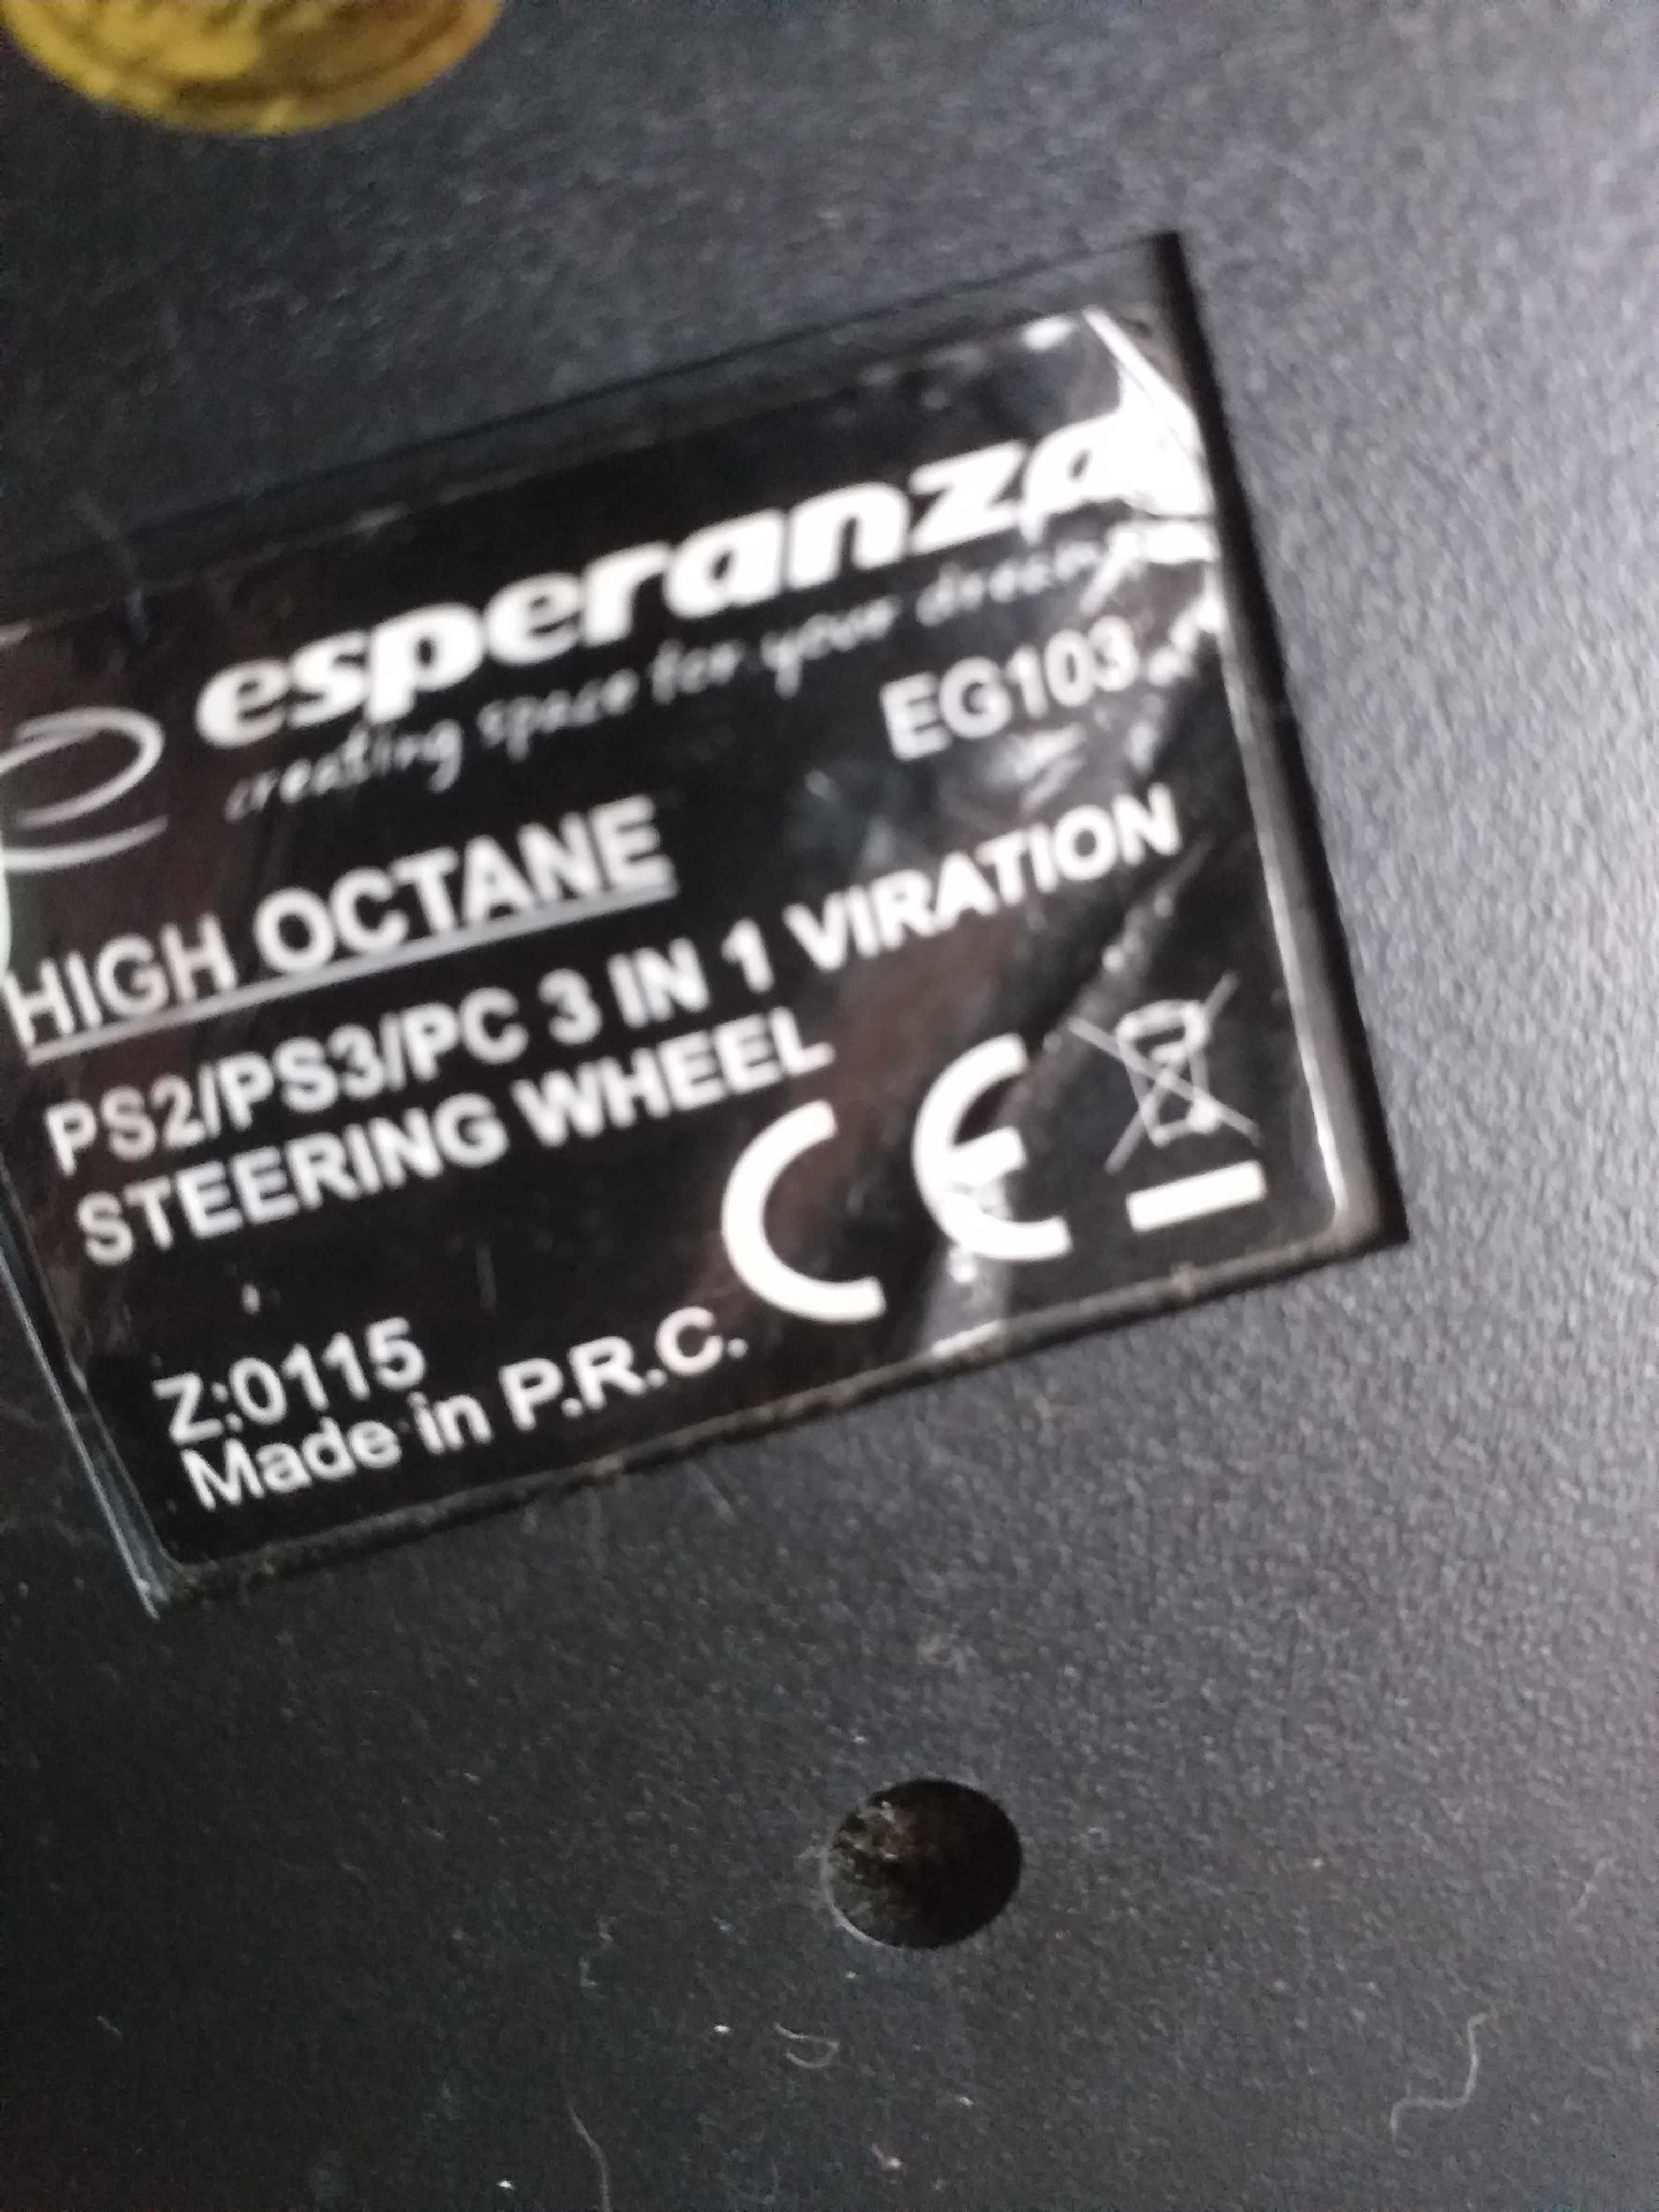 esperanza
creating space for your dreams
EG103
HIGH OCTANE
PS2/PS3/PC 3 IN 1 VIRATION
STEERING WHEEL
CE
Z:0115
Made in P.R.C.